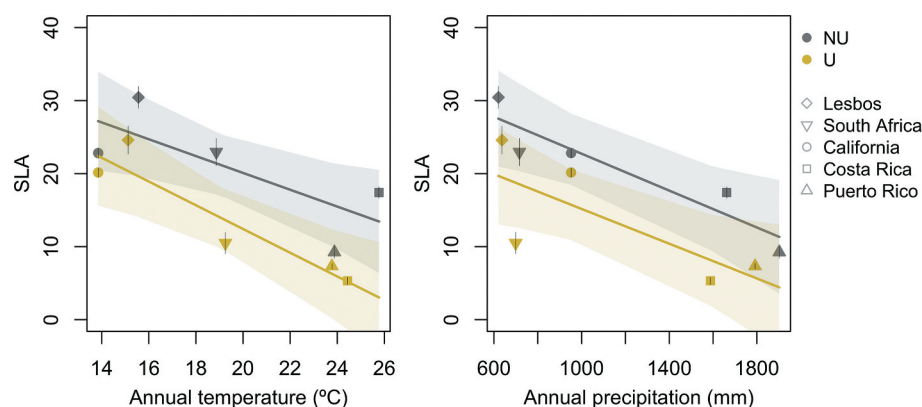 40
30
20
10
0
SLA
14 16 18 20 22 24 26
Annual temperature (ºC)
40
30
20
10
0
SLA
600 1000 1400 1800
Annual precipitation (mm)
NU
U
Lesbos
South Africa
California
Costa Rica
Puerto Rico